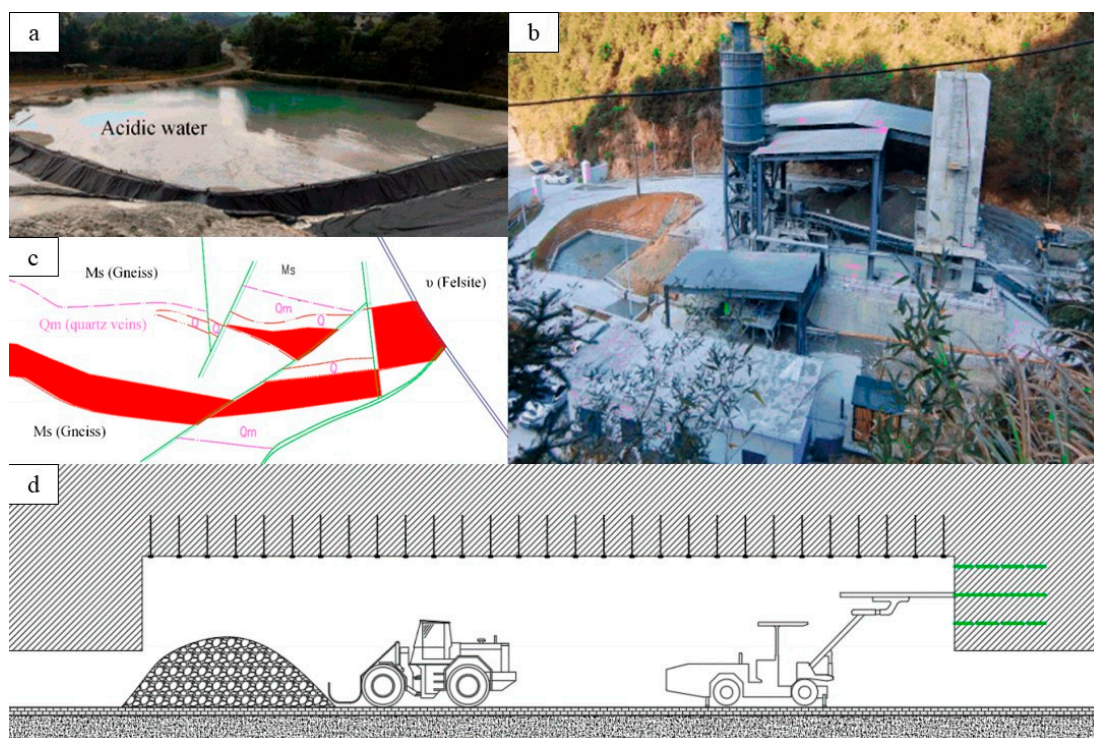 a
Acidic water
b
c
Ms (Gneiss)
Ms
υ (Felsite)
Qm
Qm (quartz veins)
Q
Q
Q
Q
Ms (Gneiss)
Qm
d